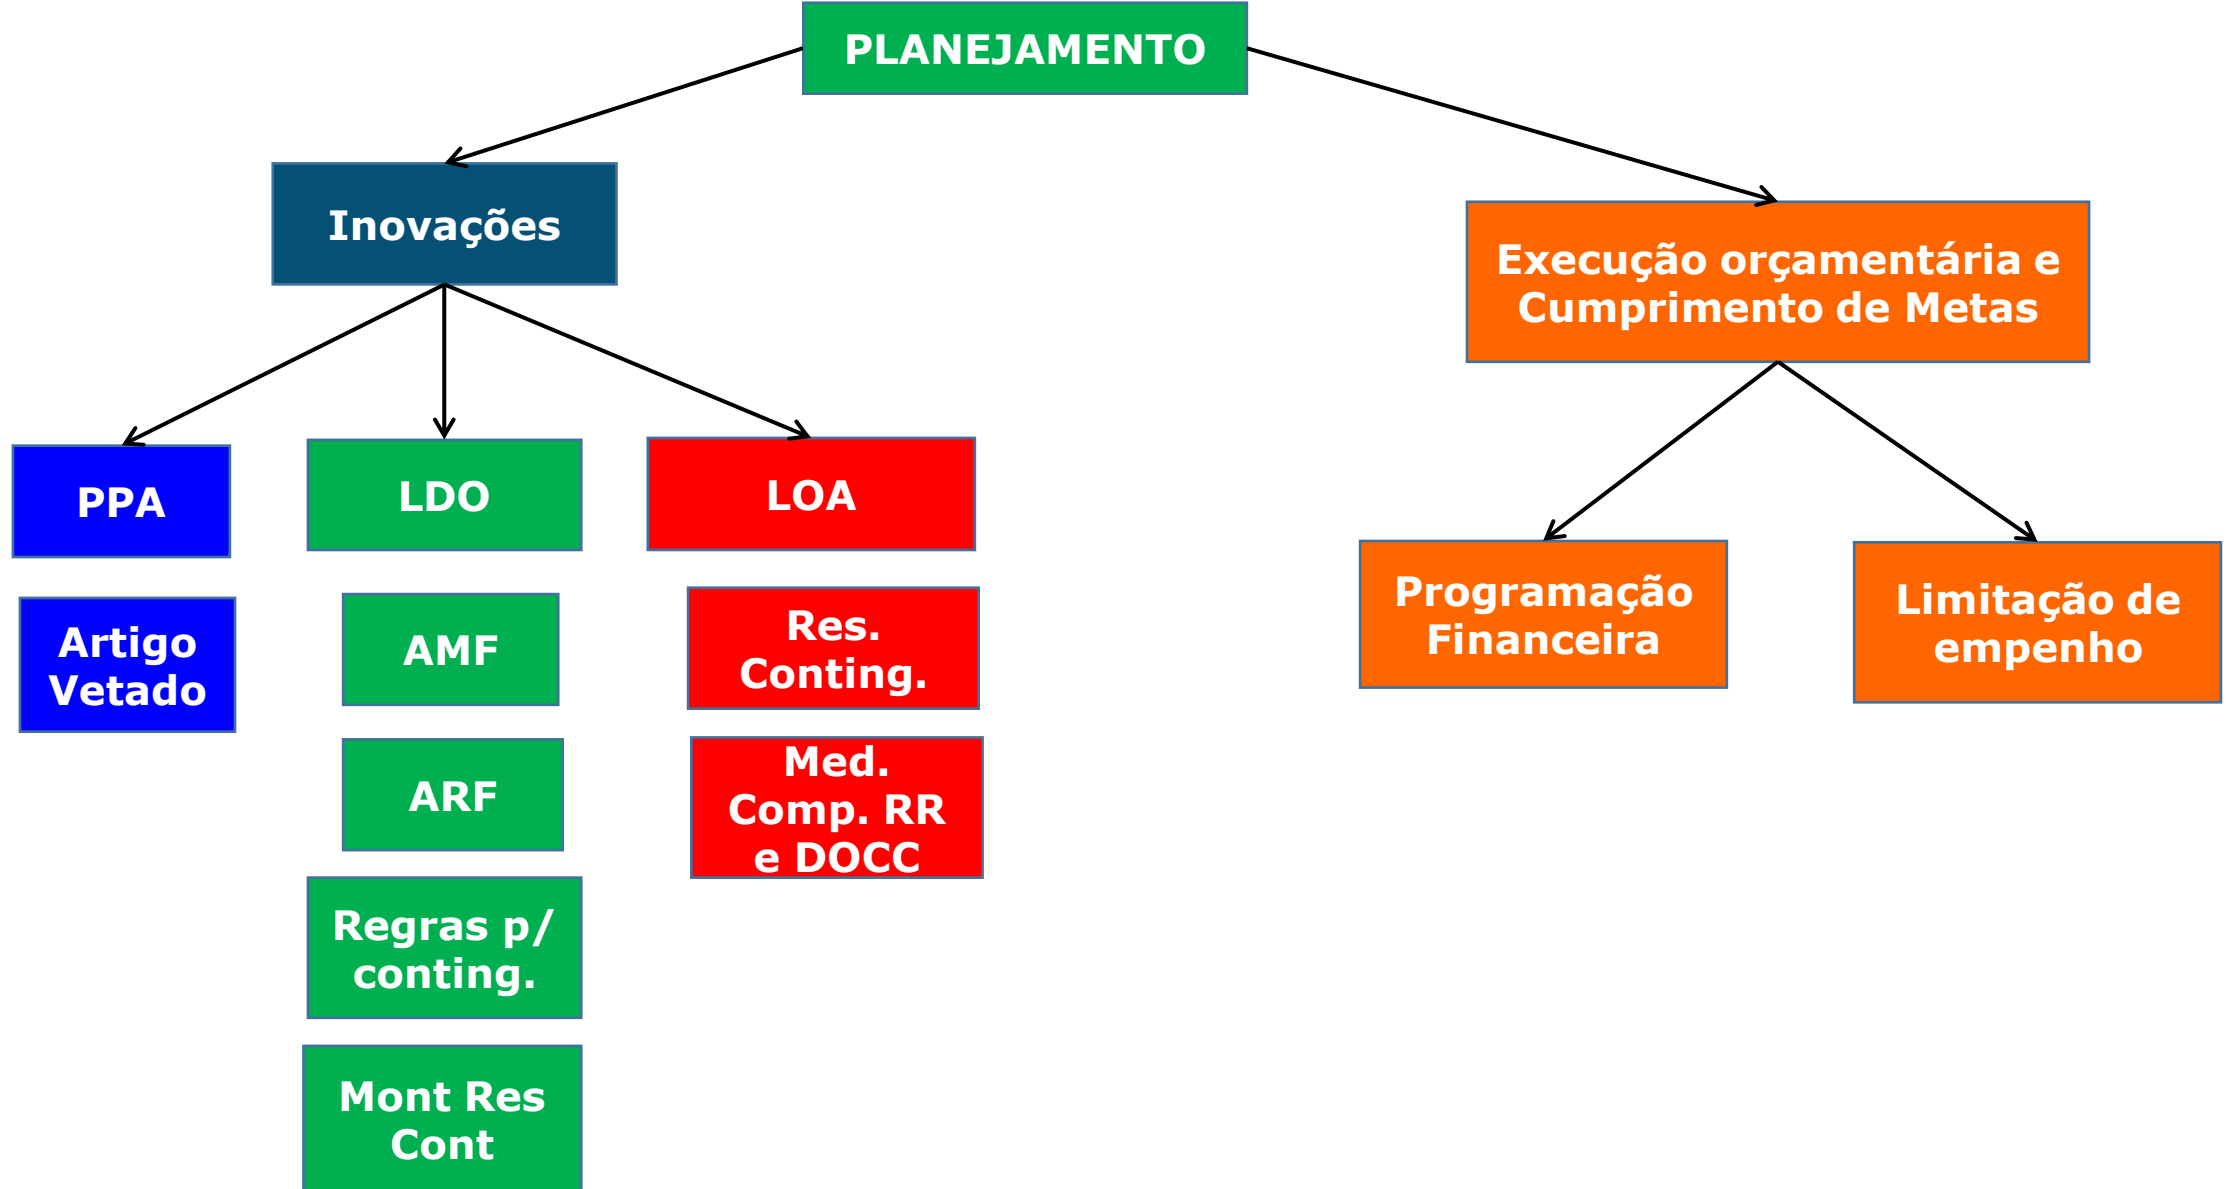 PLANEJAMENTO
Inovações
Execução orçamentária e
Cumprimento de Metas
PPA
LDO
LOA
Artigo
Vetado
AMF
ARF
Regras p/
conting.
Mont Res
Cont
Res.
Conting.
Med.
Comp. RR
e DOCC
Programação
Financeira
Limitação de
empenho